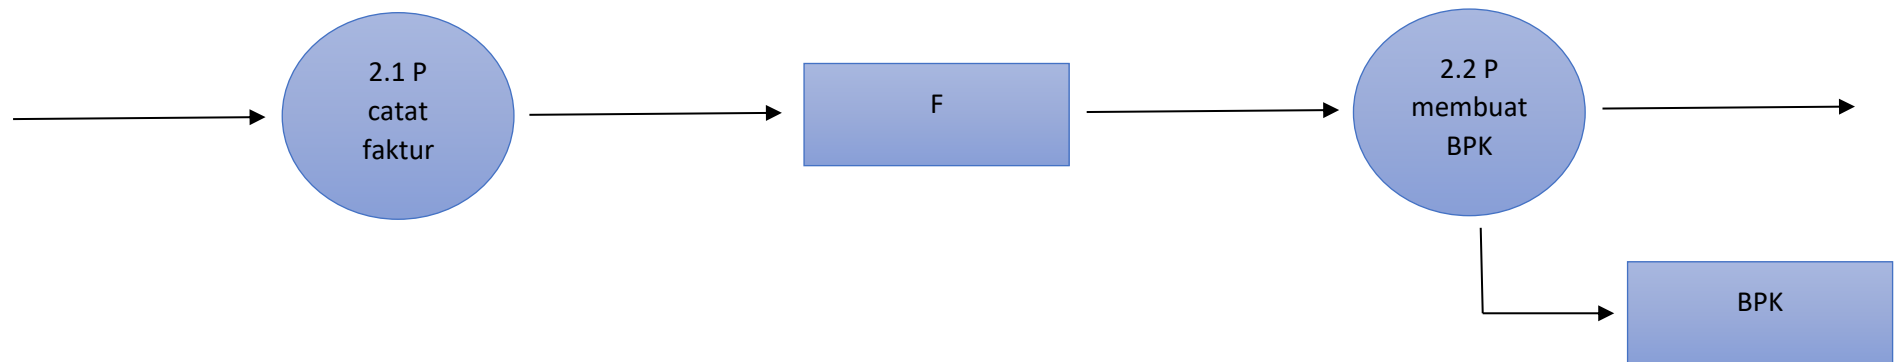 2.1 P
catat
faktur
F
2.2 P
membuat
BPK
BPK